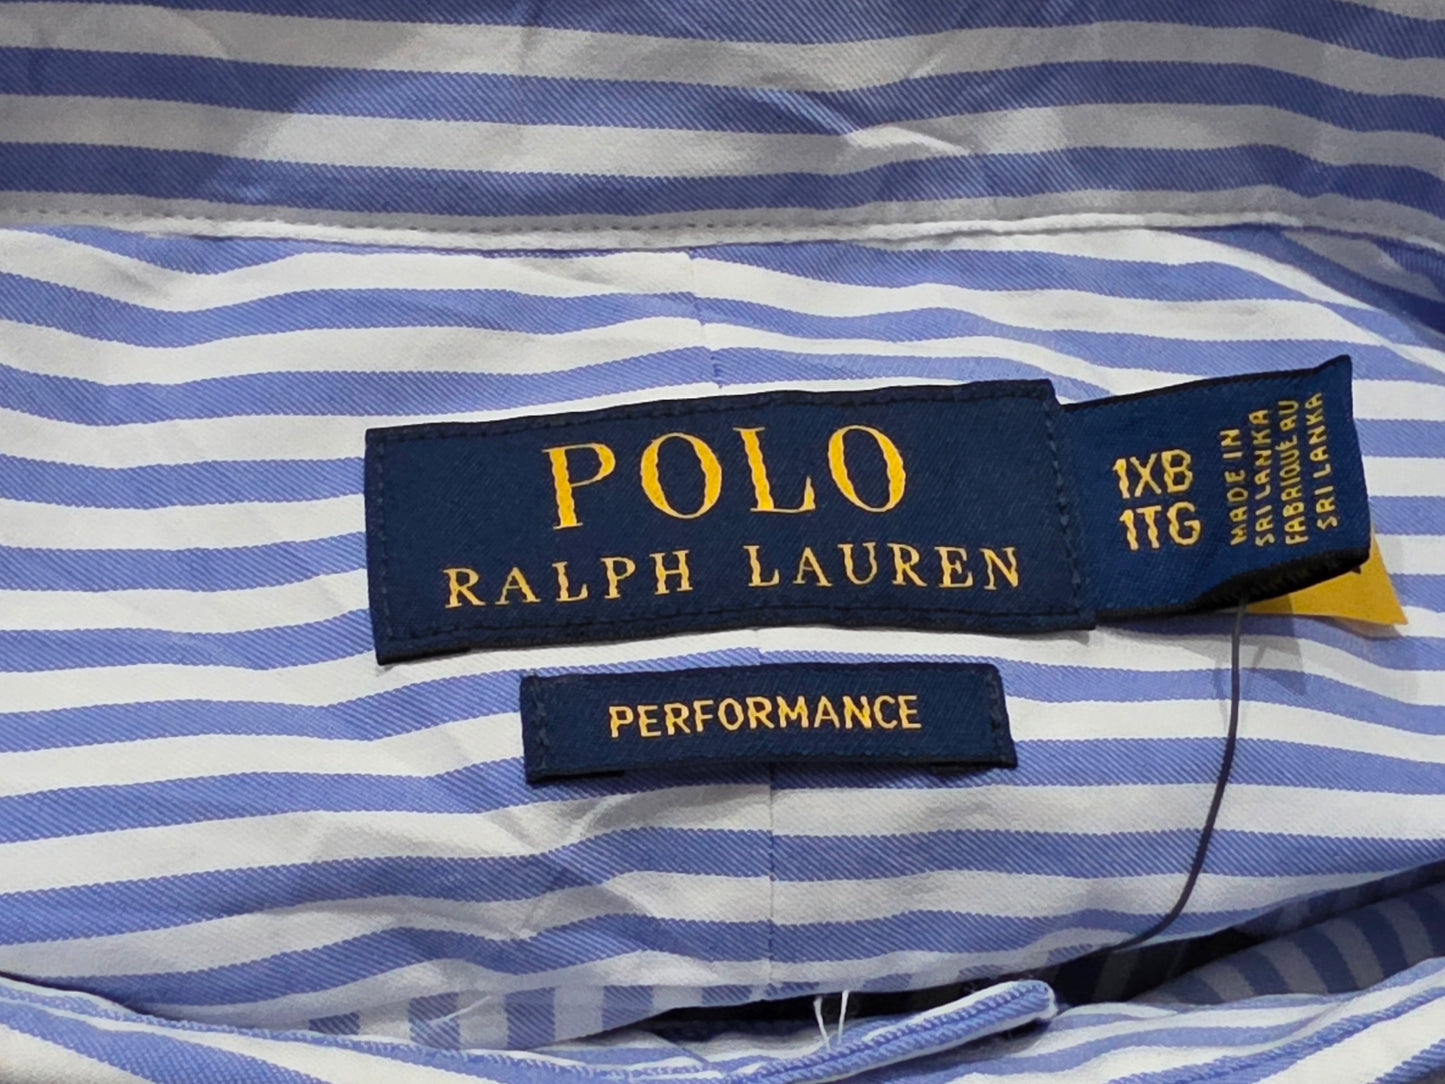 POLO
RALPH LAUREN
PERFORMANCE
1XB
1TG
MADE IN
SRI LANKA
FABRIQUÉ AU
SRI LANKA